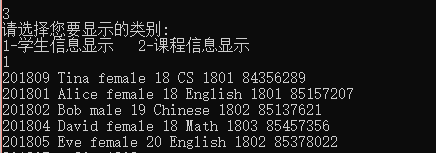 3
请选择您要显示的类别:
1-学生信息显示 2-课程信息显示
1
201809 Tina female 18 CS 1801 84356289
201801 Alice female 18 English 1801 85157207
201802 Bob male 19 Chinese 1802 85137621
201804 David female 18 Math 1803 85457356
201805 Eve female 20 English 1802 85378022